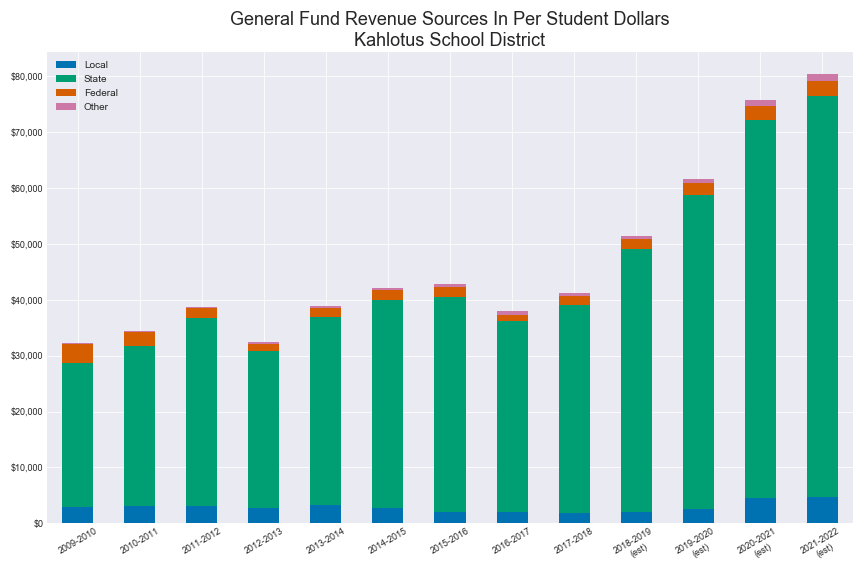 General Fund Revenue Sources In Per Student Dollars
Kahlotus School District
Local
State
Federal
Other
$80,000
$70,000
$60,000
$50,000
$40,000
$30,000
$20,000
$10,000
$0
2009-2010
2010-2011
2011-2012
2012-2013
2013-2014
2014-2015
2015-2016
2016-2017
2017-2018
2018-2019
(est)
2019-2020
(est)
2020-2021
(est)
2021-2022
(est)